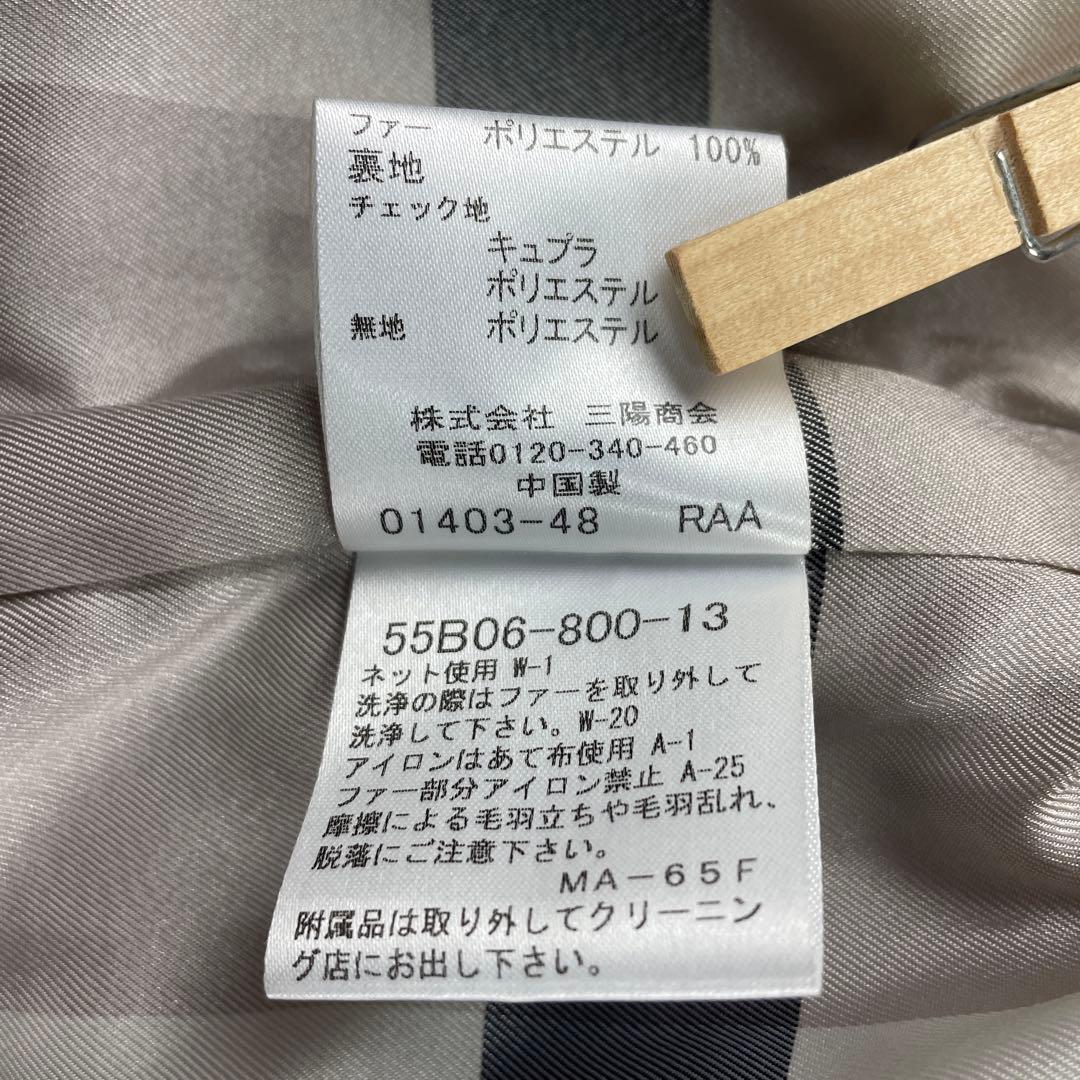 ファー ポリエステル 100%
裏地
チェック地
キュプラ
ポリエステル
無地 ポリエステル
株式会社 三陽商会
電話0120-340-460
中国製
01403-48 RAA
55B06-800-13
ネット使用 W-1
洗浄の際はファーを取り外して
洗浄して下さい。W-20
アイロンはあて布使用 A-1
ファー部分アイロン禁止 A-25
摩擦による毛羽立ちや毛羽乱れ、
脱落にご注意下さい。
MA-65F
附属品は取り外してクリーニン
グ店にお出し下さい。